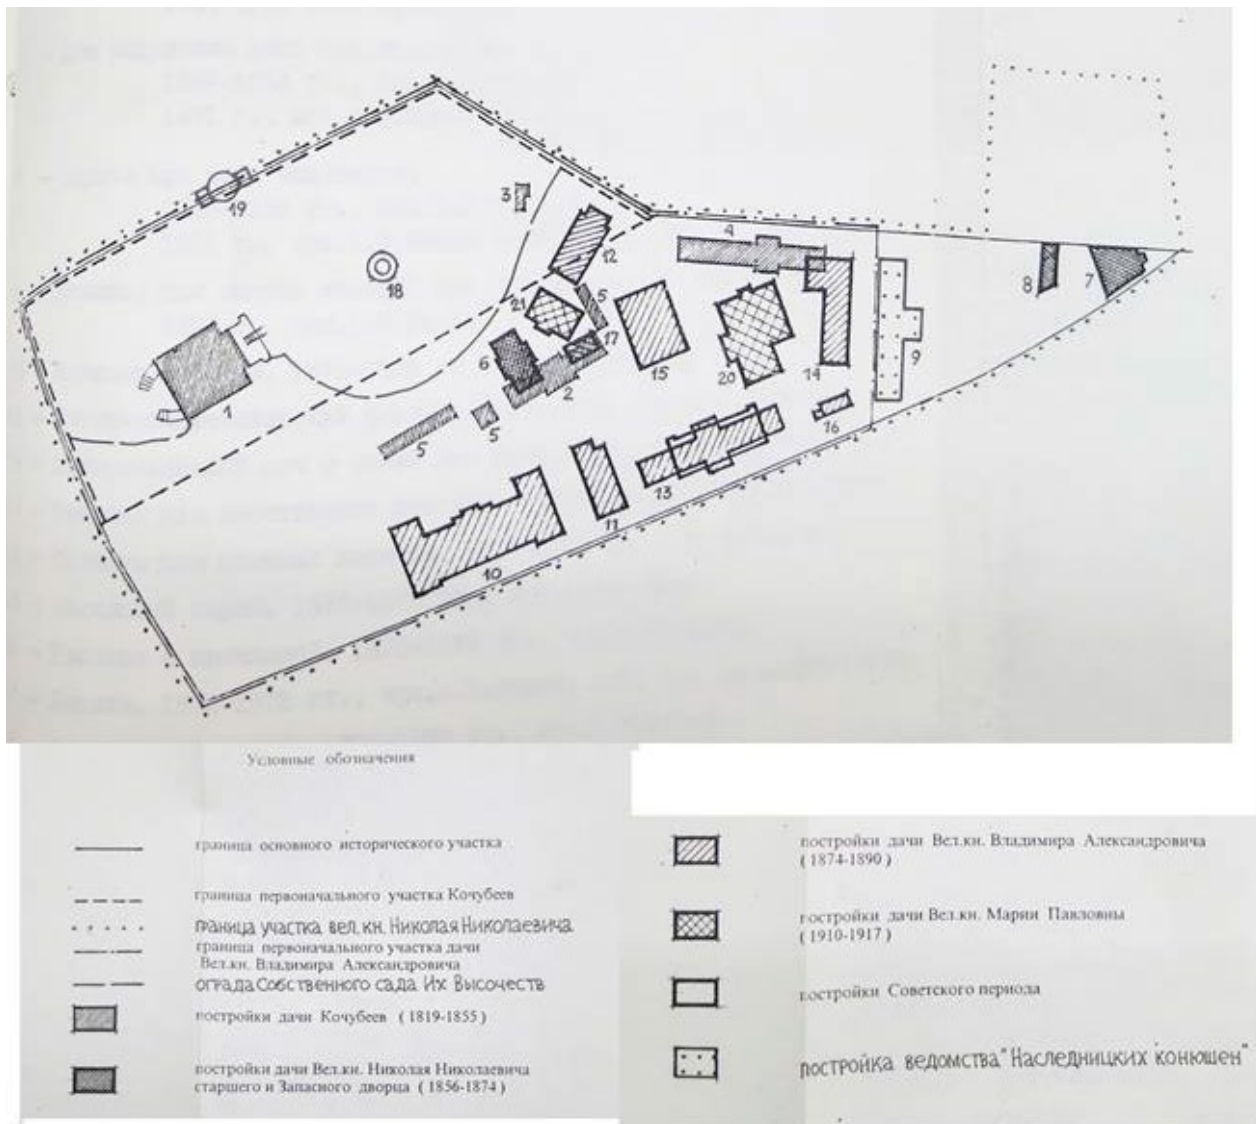 3
4
19
12
18
8
7
21
5
17
6
9
15
20
14
2
1
16
5
5
13
11
10
Условные обозначения
граница основного исторического участка
граница первоначального участка Кочубеев
граница участка вел. кн. Николая Николаевича
граница первоначального участка дачи
Вел.кн. Владимира Александровича
ограда Собственного сада Их Высочеств
постройки дачи Кочубеев (1819-1855)
постройки дачи Вел.кн. Николая Николаевича
старшего и Запасного дворца (1856-1874)
постройки дачи Вел.кн. Владимира Александровича
(1874-1890)
постройки дачи Вел.кн. Марии Павловны
(1910-1917)
постройки Советского периода
постройка ведомства "Наследницких конюшен"